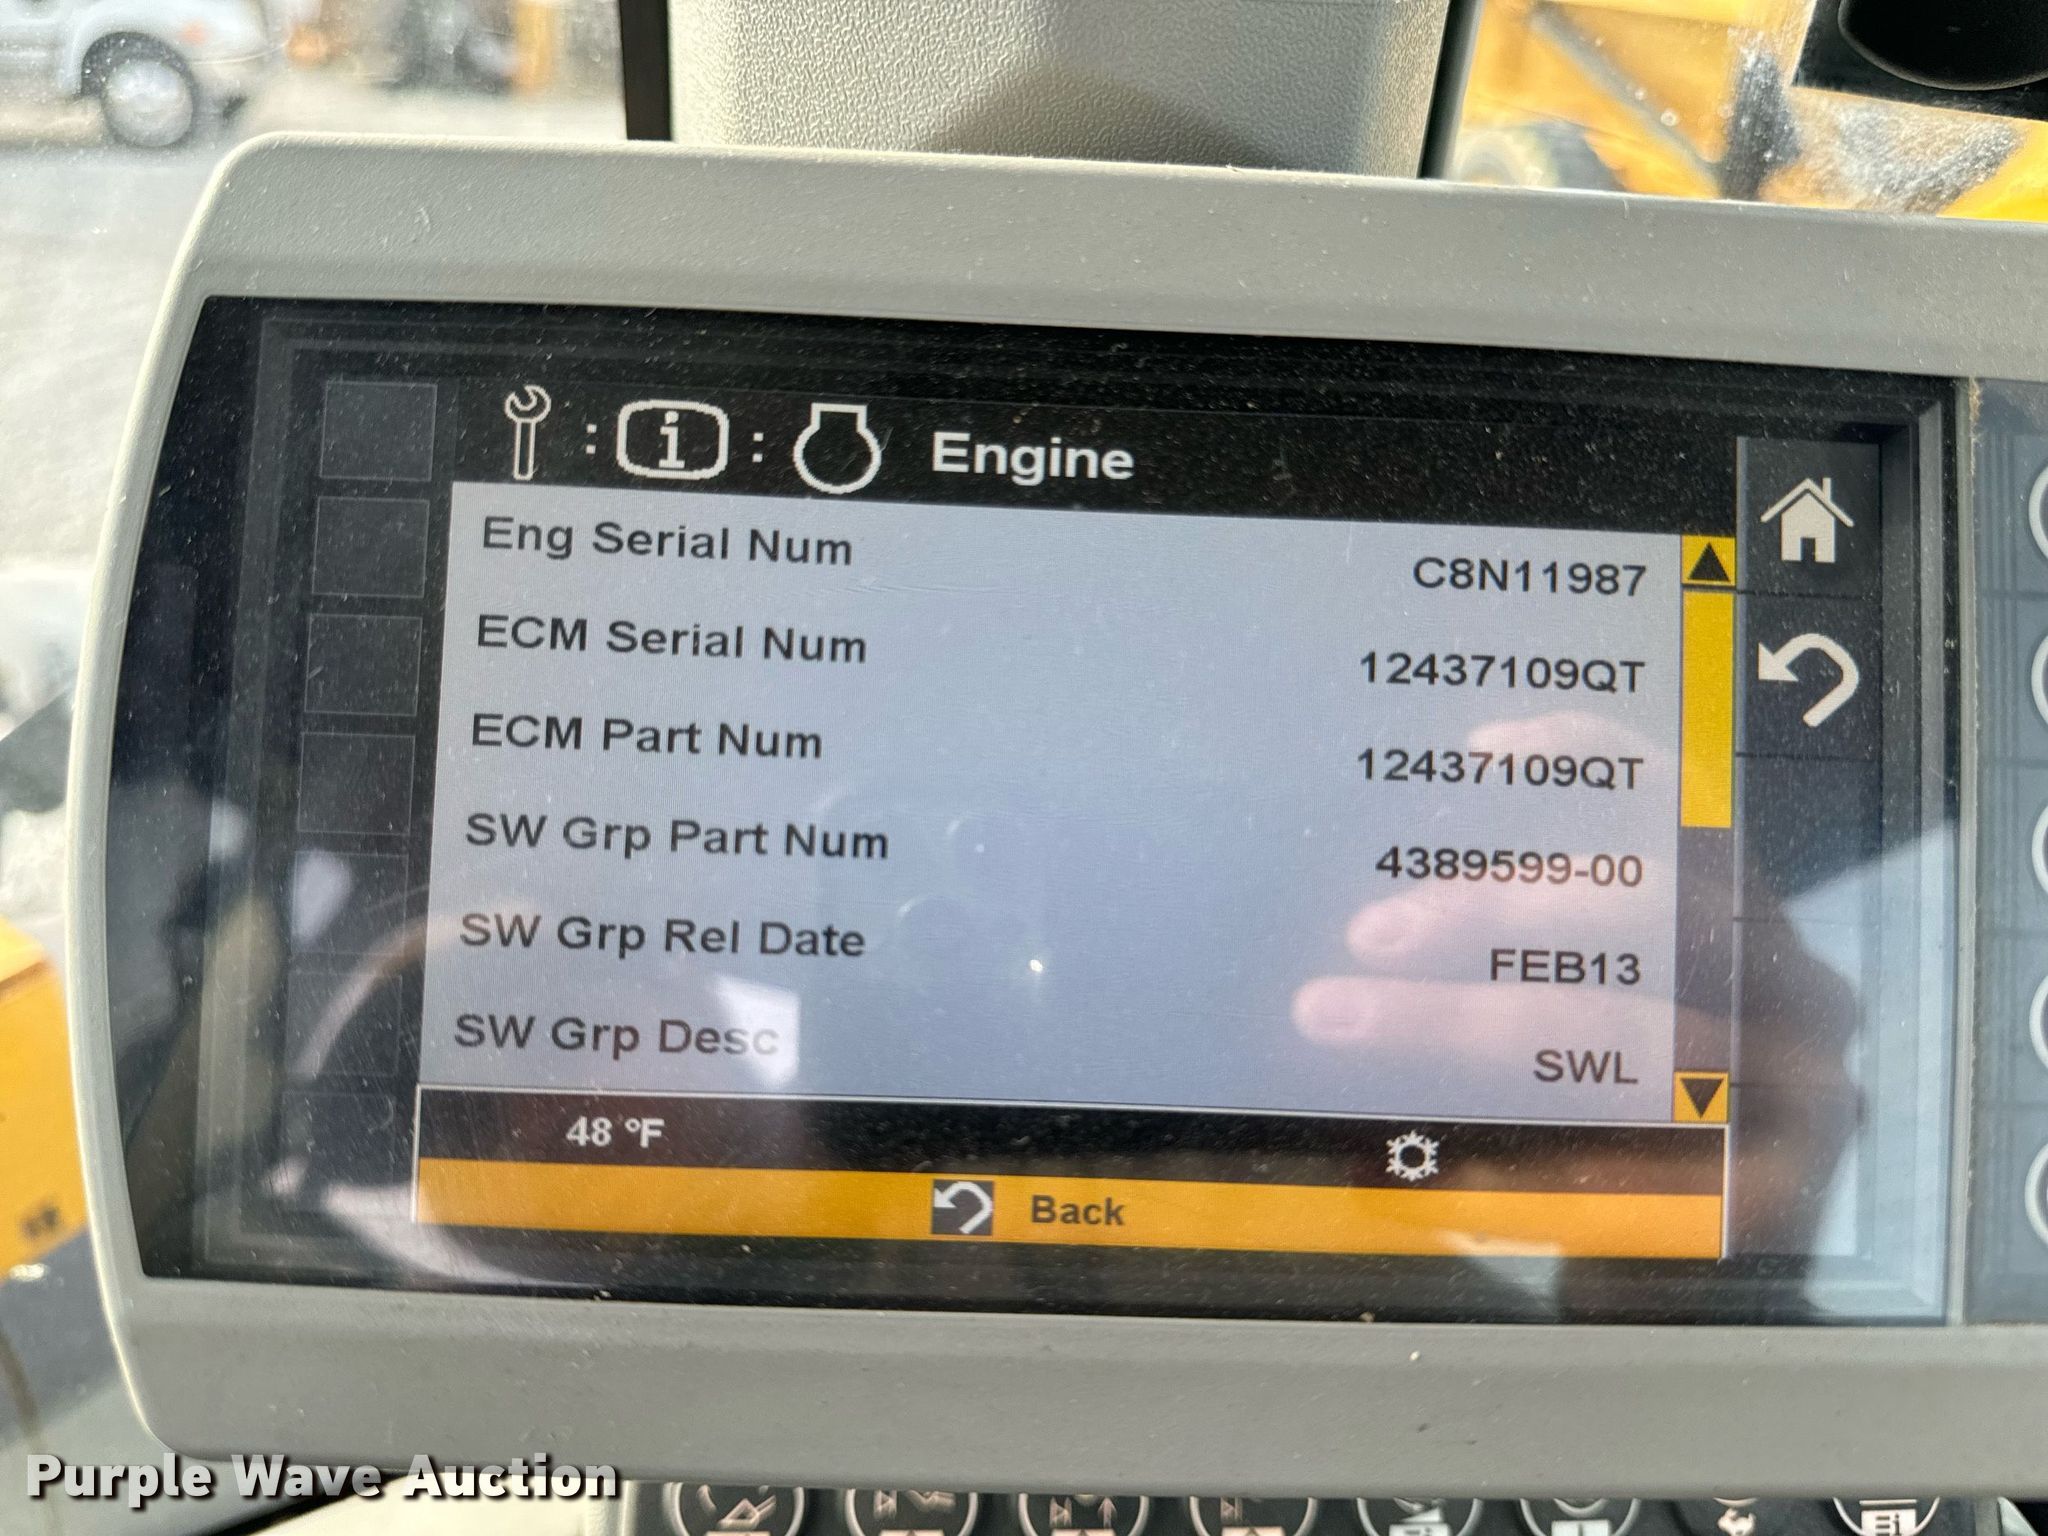 i
:
:
Engine
Eng Serial Num
C8N11987
ECM Serial Num
12437109QT
ECM Part Num
12437109QT
SW Grp Part Num
4389599-00
SW Grp Rel Date
FEB13
SW Grp Desc
SWL
48 °F
Back
Purple Wave Auction